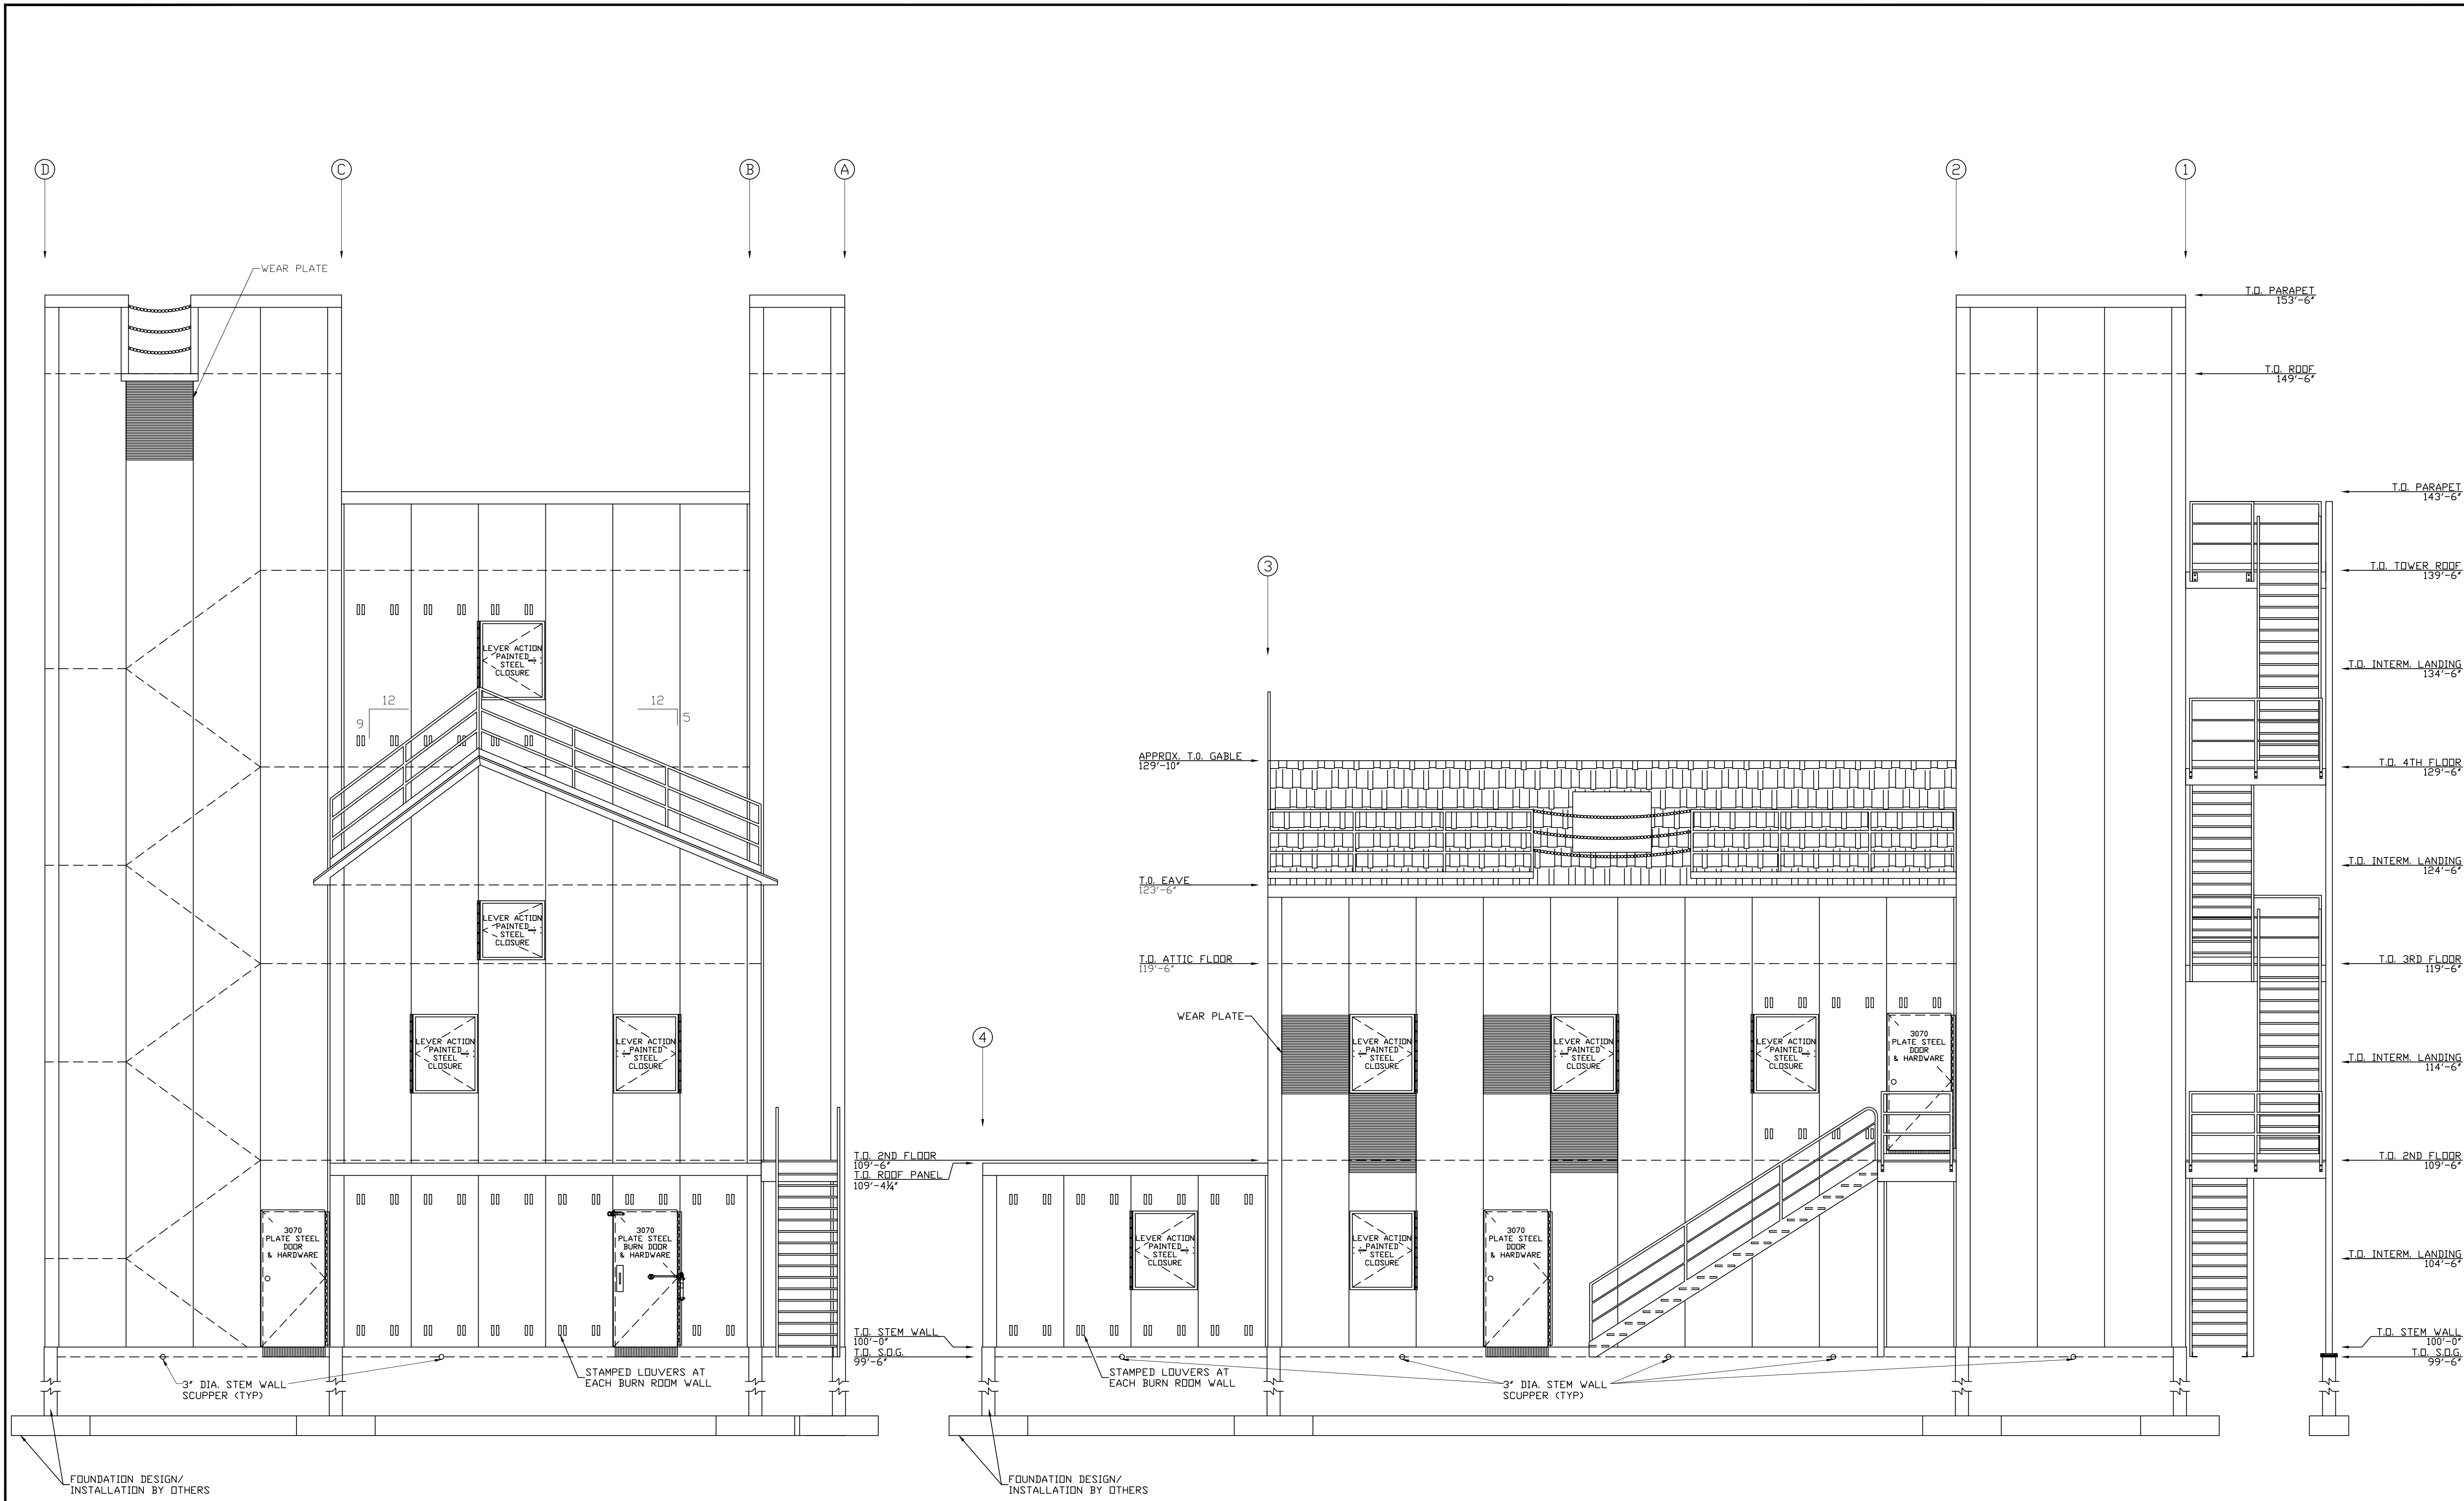 D
C
B
A
2
1
WEAR PLATE
T.O. PARAPET
153'-6"
T.O. ROOF
149'-6"
T.O. PARAPET
143'-6"
3
T.O. TOWER ROOF
139'-6"
LEVER ACTION
PAINTED
STEEL
CLOSURE
12
9
12
5
T.O. INTERM. LANDING
134'-6"
APPROX. T.O. GABLE
129'-10"
T.O. 4TH FLOOR
129'-6"
T.O. EAVE
123'-6"
T.O. INTERM. LANDING
124'-6"
LEVER ACTION
PAINTED
STEEL
CLOSURE
T.O. ATTIC FLOOR
119'-6"
T.O. 3RD FLOOR
119'-6"
WEAR PLATE
4
LEVER ACTION
PAINTED
STEEL
CLOSURE
LEVER ACTION
PAINTED
STEEL
CLOSURE
LEVER ACTION
PAINTED
STEEL
CLOSURE
LEVER ACTION
PAINTED
STEEL
CLOSURE
LEVER ACTION
PAINTED
STEEL
CLOSURE
3070
PLATE STEEL
DOOR
& HARDWARE
T.O. INTERM. LANDING
114'-6"
T.O. 2ND FLOOR
109'-6"
T.O. ROOF PANEL
109'-4¼"
T.O. 2ND FLOOR
109'-6"
3070
PLATE STEEL
DOOR
& HARDWARE
3070
PLATE STEEL
BURN DOOR
& HARDWARE
LEVER ACTION
PAINTED
STEEL
CLOSURE
LEVER ACTION
PAINTED
STEEL
CLOSURE
3070
PLATE STEEL
DOOR
& HARDWARE
T.O. INTERM. LANDING
104'-6"
T.O. STEM WALL
100'-0"
T.O. S.O.G.
99'-6"
T.O. STEM WALL
100'-0"
T.O. S.O.G.
99'-6"
3" DIA. STEM WALL
SCUPPER (TYP)
STAMPED LOUVERS AT
EACH BURN ROOM WALL
STAMPED LOUVERS AT
EACH BURN ROOM WALL
3" DIA. STEM WALL
SCUPPER (TYP)
FOUNDATION DESIGN/
INSTALLATION BY OTHERS
FOUNDATION DESIGN/
INSTALLATION BY OTHERS